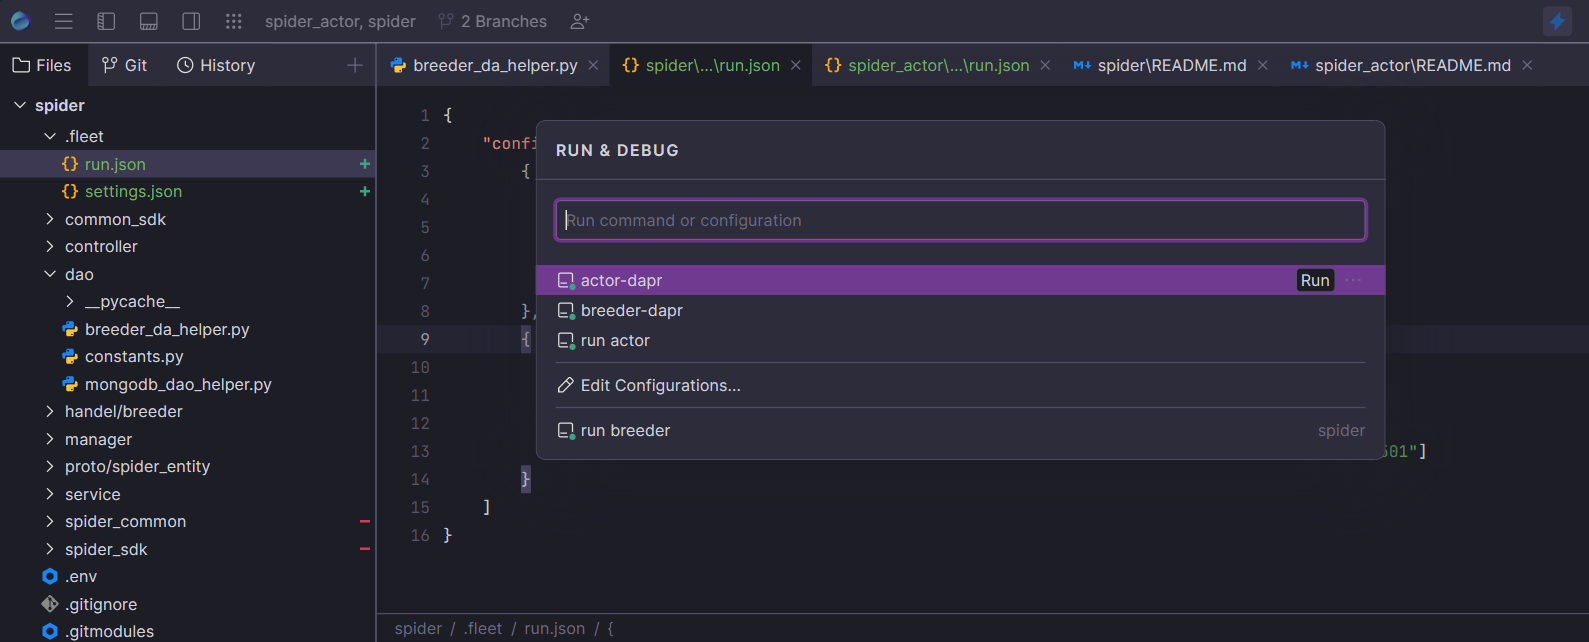 spider_actor, spider 2 Branches
Files Git History
breeder_da_helper.py spider\...\run.json spider_actor\...\run.json spider\README.md spider_actor\README.md
spider
.fleet
run.json
settings.json
common_sdk
controller
dao
__pycache__
breeder_da_helper.py
constants.py
mongodb_dao_helper.py
handel/breeder
manager
proto/spider_entity
service
spider_common
spider_sdk
.env
.gitignore
.gitmodules
1 {
2 "confi
3 {
4
5
6
7
8 },
9 {
10
11
12
13 501"]
14 }
15 ]
16 }
RUN & DEBUG
Run command or configuration
actor-dapr Run ...
breeder-dapr
run actor
Edit Configurations...
run breeder spider
spider / .fleet / run.json / {